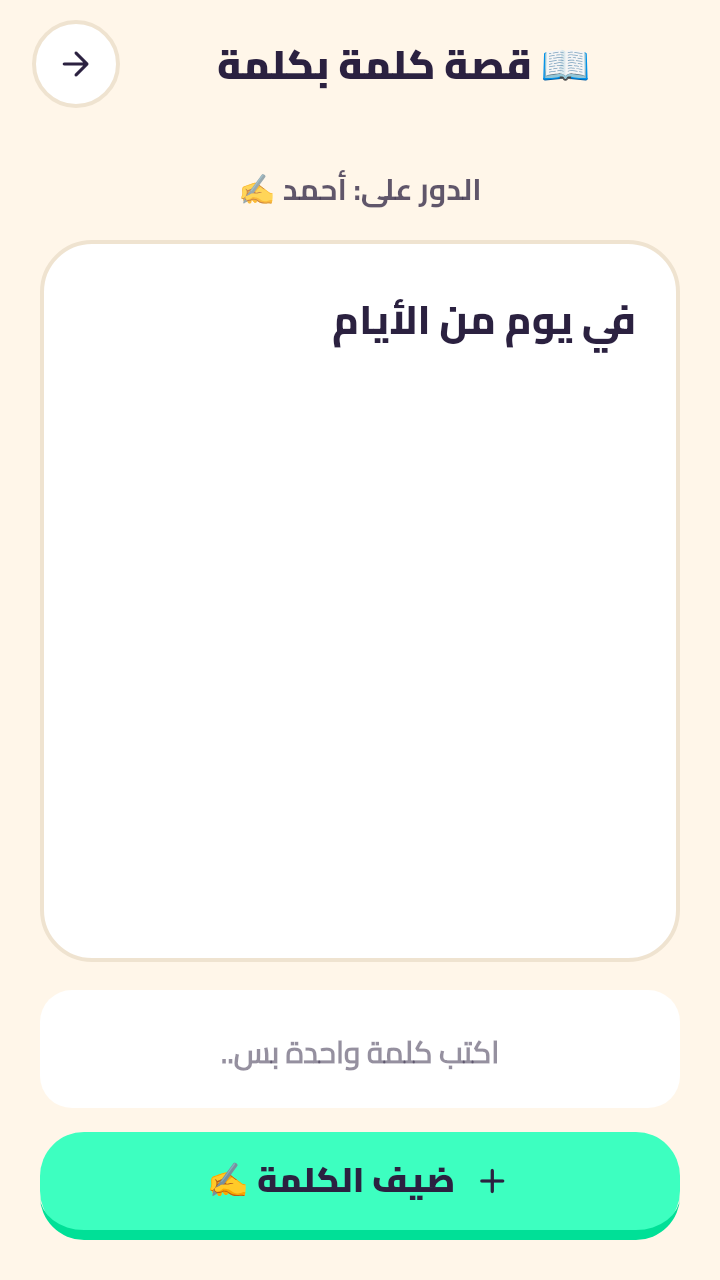 📖 قصة كلمة بكلمة
الدور على: أحمد ✍️
في يوم من الأيام
اكتب كلمة واحدة بس..
+ ضيف الكلمة ✍️